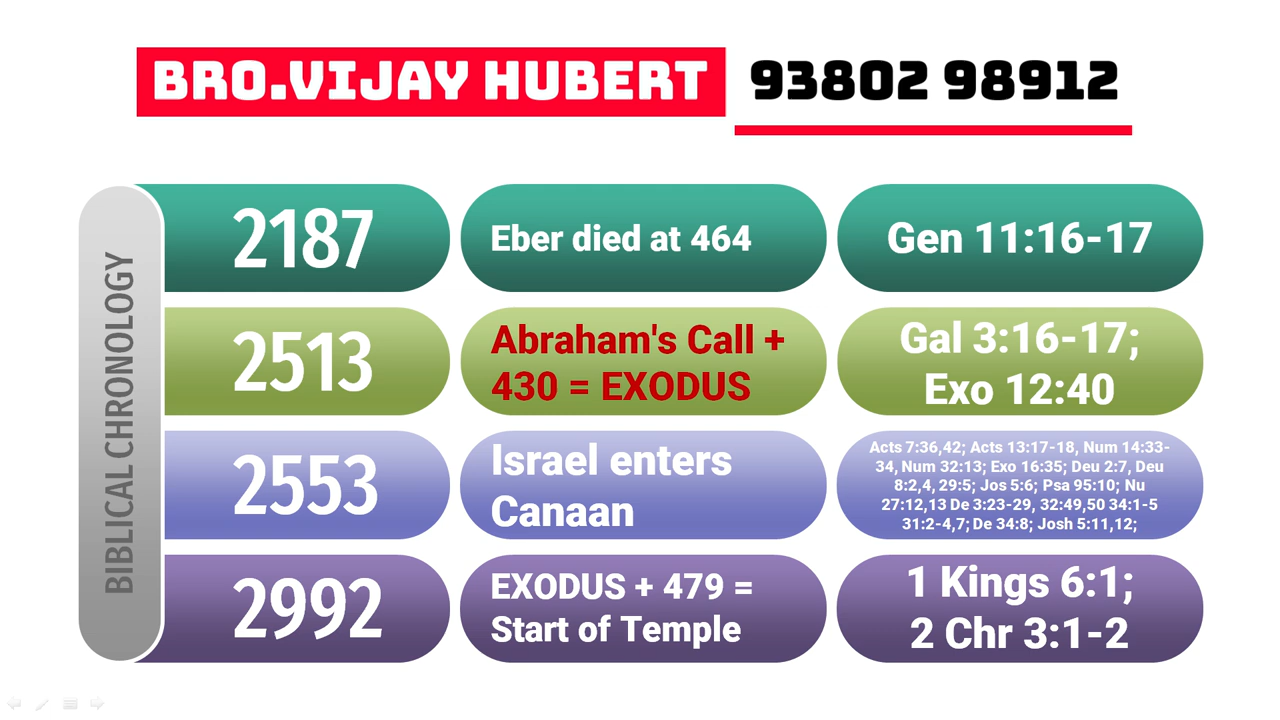 BRO.VIJAY HUBERT 93802 98912
BIBLICAL CHRONOLOGY
2187
Eber died at 464
Gen 11:16-17
2513
Abraham's Call +
430 = EXODUS
Gal 3:16-17;
Exo 12:40
2553
Israel enters
Canaan
Acts 7:36,42; Acts 13:17-18, Num 14:33-
34, Num 32:13; Exo 16:35; Deu 2:7, Deu
8:2,4, 29:5; Jos 5:6; Psa 95:10; Nu
27:12,13 De 3:23-29, 32:49,50 34:1-5
31:2-4,7; De 34:8; Josh 5:11,12;
2992
EXODUS + 479 =
Start of Temple
1 Kings 6:1;
2 Chr 3:1-2